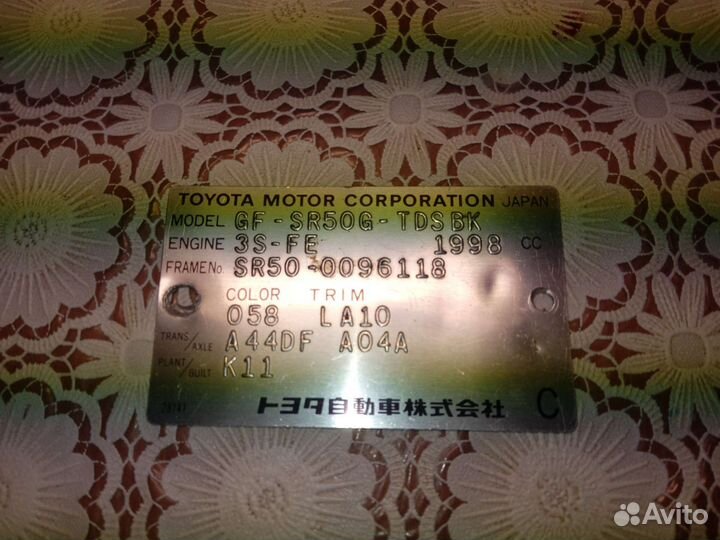 TOYOTA MOTOR CORPORATION JAPAN
MODEL GF-SR50G-TDSBK
ENGINE 3S-FE 1998 CC
FRAME No. SR50-0096118
COLOR TRIM
058 LA10
TRANS/AXLE A44DF A04A
PLANT/BUILT K11
トヨタ自動車株式会社 C
Avito